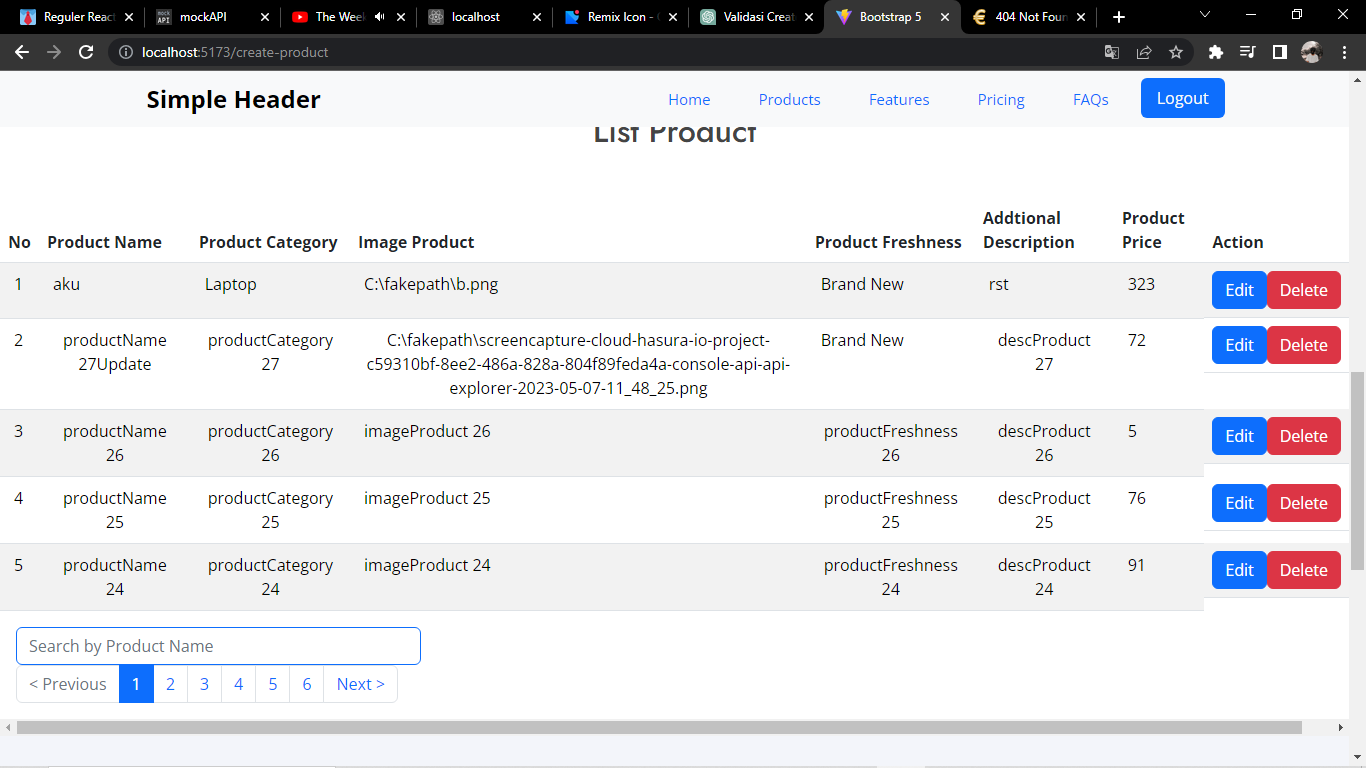 Reguler React
mockAPI
The Week
localhost
Remix Icon -
Validasi Creat
Bootstrap 5
404 Not Foun
localhost:5173/create-product
Simple Header
Home
Products
Features
Pricing
FAQs
Logout
List Product
No
Product Name
Product Category
Image Product
Product Freshness
Addtional
Description
Product
Price
Action
1
aku
Laptop
C:\fakepath\b.png
Brand New
rst
323
Edit
Delete
2
productName
27Update
productCategory
27
C:\fakepath\screencapture-cloud-hasura-io-project-
c59310bf-8ee2-486a-828a-804f89feda4a-console-api-api-
explorer-2023-05-07-11_48_25.png
Brand New
descProduct
27
72
Edit
Delete
3
productName
26
productCategory
26
imageProduct 26
productFreshness
26
descProduct
26
5
Edit
Delete
4
productName
25
productCategory
25
imageProduct 25
productFreshness
25
descProduct
25
76
Edit
Delete
5
productName
24
productCategory
24
imageProduct 24
productFreshness
24
descProduct
24
91
Edit
Delete
Search by Product Name
< Previous
1
2
3
4
5
6
Next >